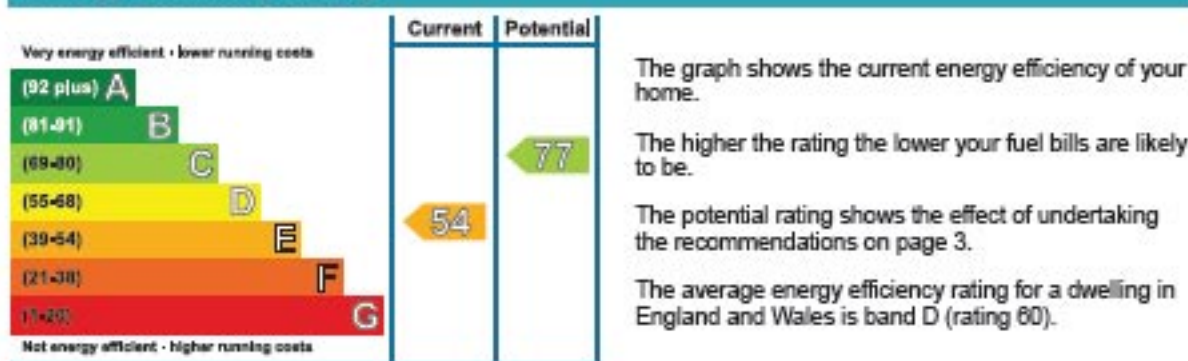 Current Potential
Very energy efficient - lower running costs
(92 plus) A
(81-91) B
(69-80) C
77
(55-68) D
54
(39-54) E
(21-38) F
(1-20) G
Not energy efficient - higher running costs
The graph shows the current energy efficiency of your
home.
The higher the rating the lower your fuel bills are likely
to be.
The potential rating shows the effect of undertaking
the recommendations on page 3.
The average energy efficiency rating for a dwelling in
England and Wales is band D (rating 60).